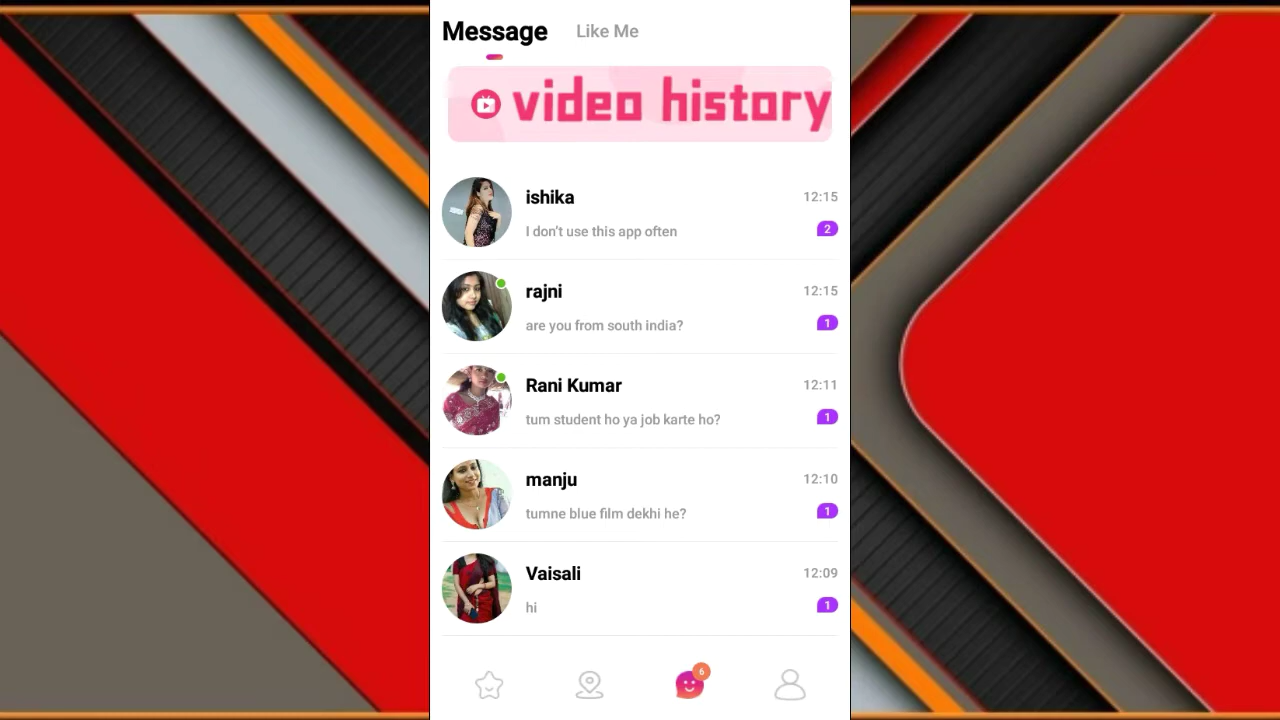 Message Like Me
video history
ishika 12:15
I don't use this app often 2
rajni 12:15
are you from south india? 1
Rani Kumar 12:11
tum student ho ya job karte ho? 1
manju 12:10
tumne blue film dekhi he? 1
Vaisali 12:09
hi 1
6